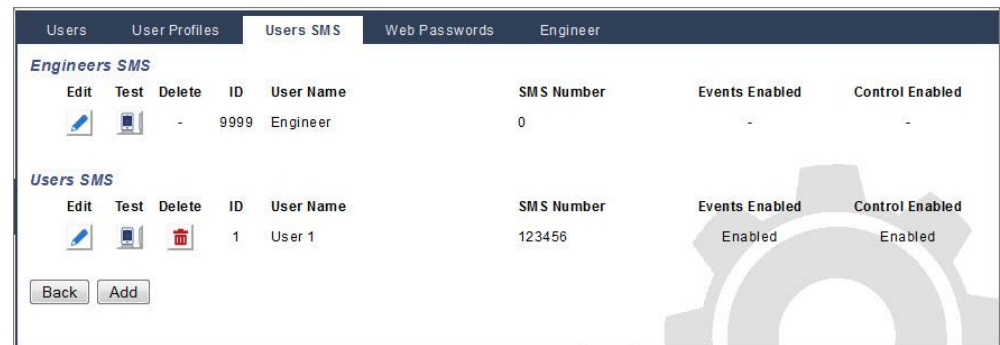 Users User Profiles Users SMS Web Passwords Engineer
Engineers SMS
Edit Test Delete ID User Name SMS Number Events Enabled Control Enabled
- 9999 Engineer 0 - -
Users SMS
Edit Test Delete ID User Name SMS Number Events Enabled Control Enabled
1 User 1 123456 Enabled Enabled
Back Add